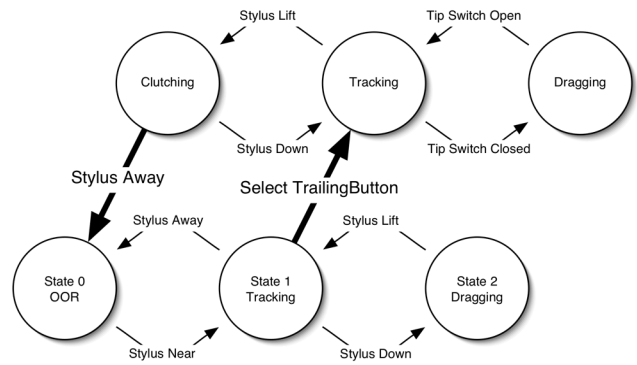 Stylus Lift
Tip Switch Open
Clutching
Tracking
Dragging
Stylus Down
Tip Switch Closed
Stylus Away
Select TrailingButton
Stylus Away
Stylus Lift
State 0
OOR
State 1
Tracking
State 2
Dragging
Stylus Near
Stylus Down